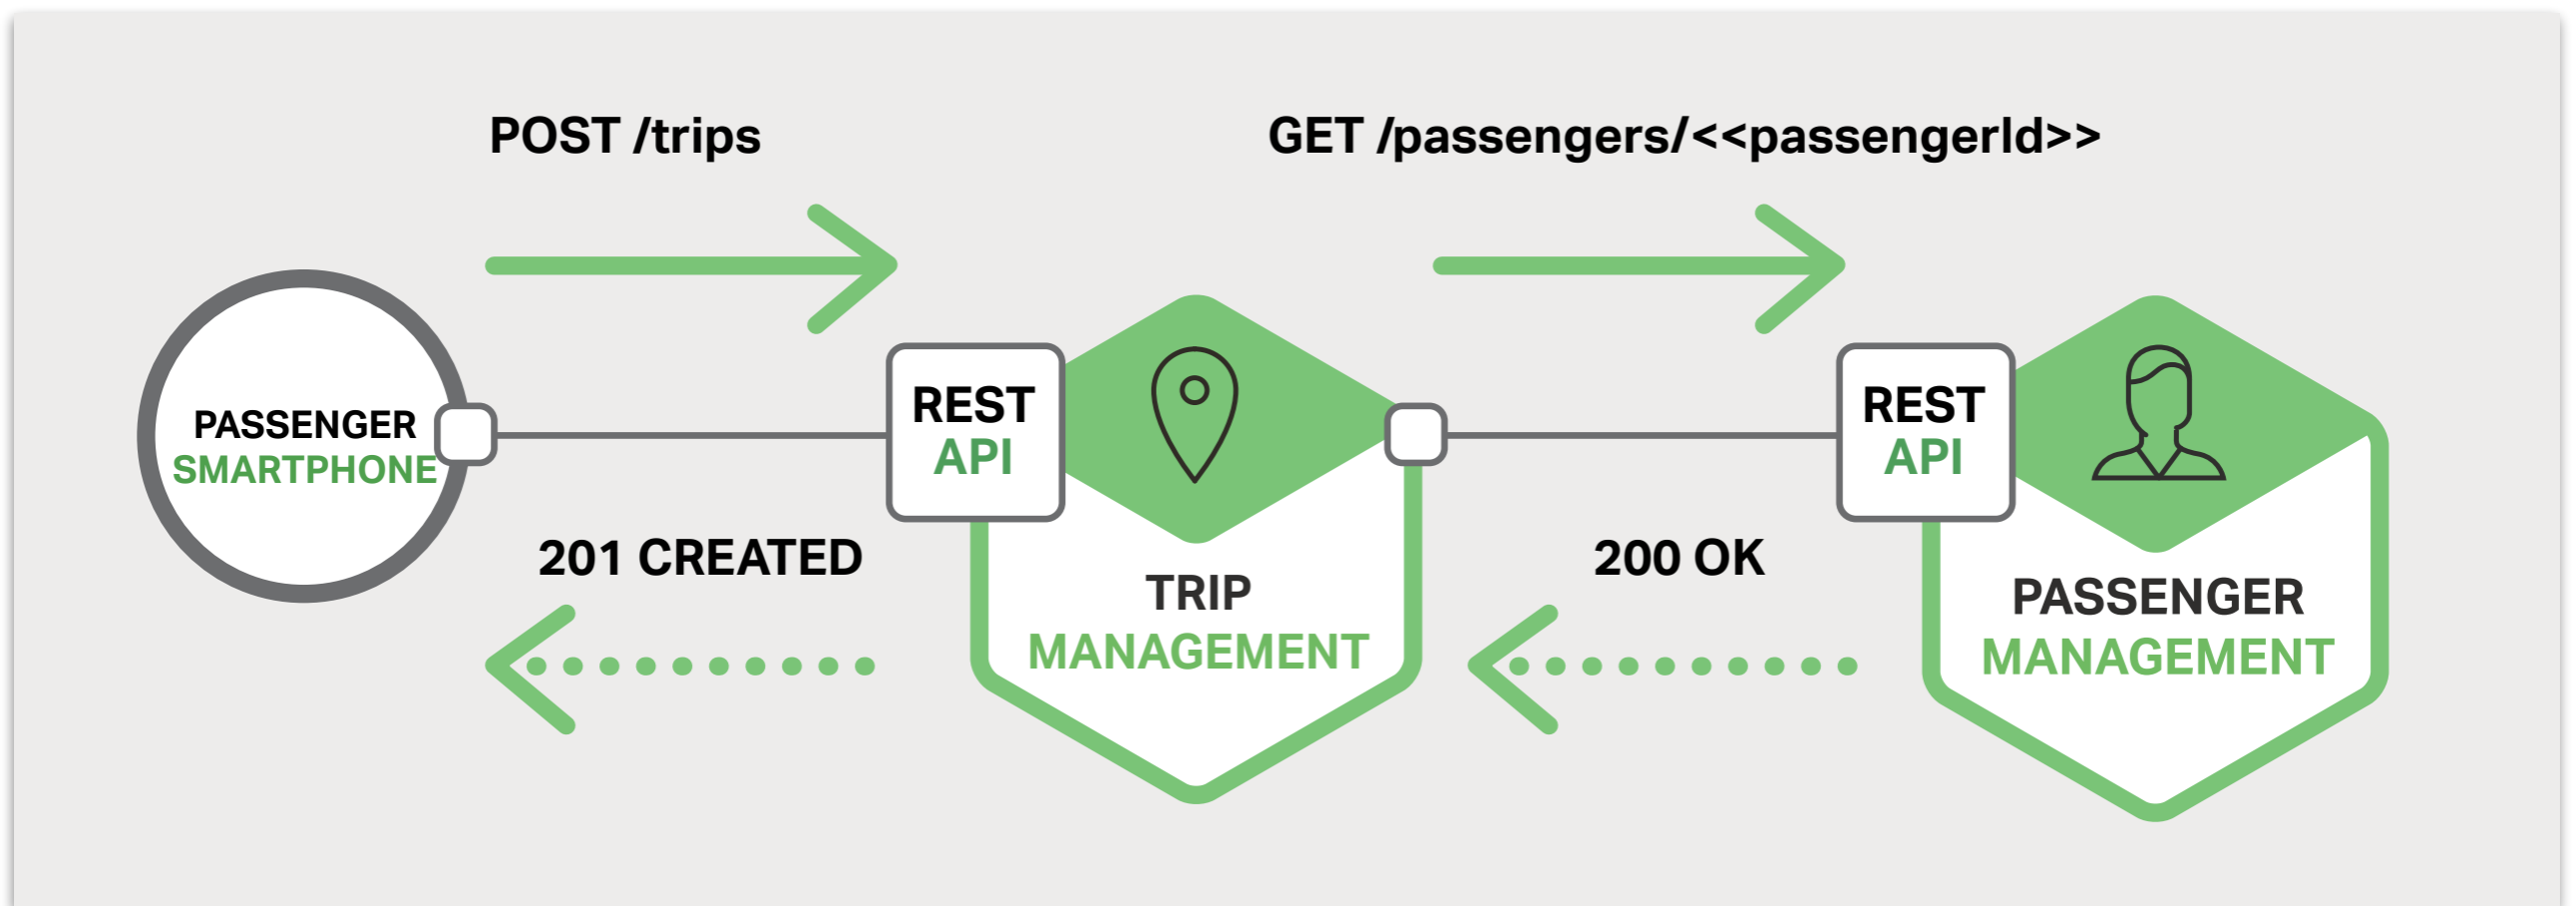 POST /trips
GET /passengers/<<passengerId>>
PASSENGER
SMARTPHONE
REST
API
REST
API
201 CREATED
200 OK
TRIP
MANAGEMENT
PASSENGER
MANAGEMENT